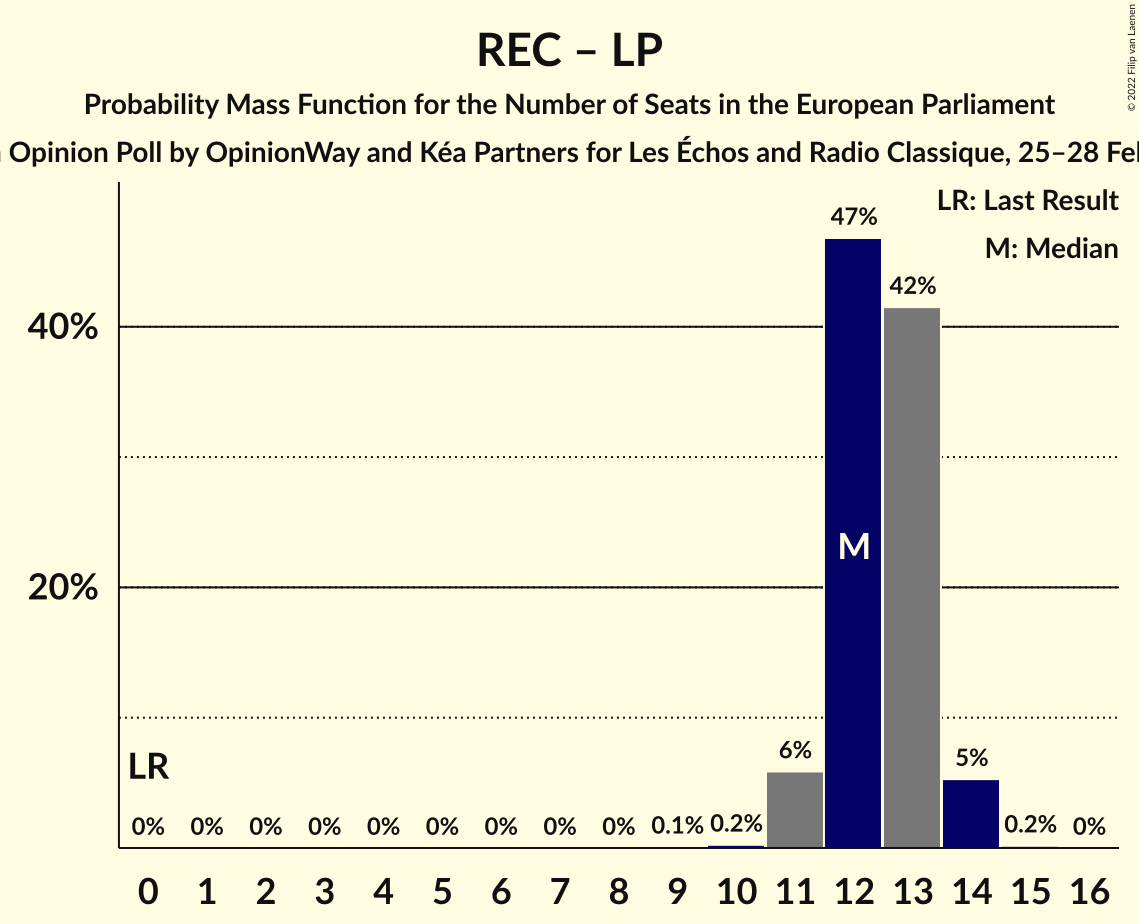 REC – LP
Probability Mass Function for the Number of Seats in the European Parliament
Opinion Poll by OpinionWay and Kéa Partners for Les Échos and Radio Classique, 25–28
© 2022 Filip van Laenen
LR: Last Result
M: Median
47%
42%
40%
M
20%
6%
5%
LR
0% 0% 0% 0% 0% 0% 0% 0% 0% 0.1% 0.2% 0.2% 0%
0 1 2 3 4 5 6 7 8 9 10 11 12 13 14 15 16